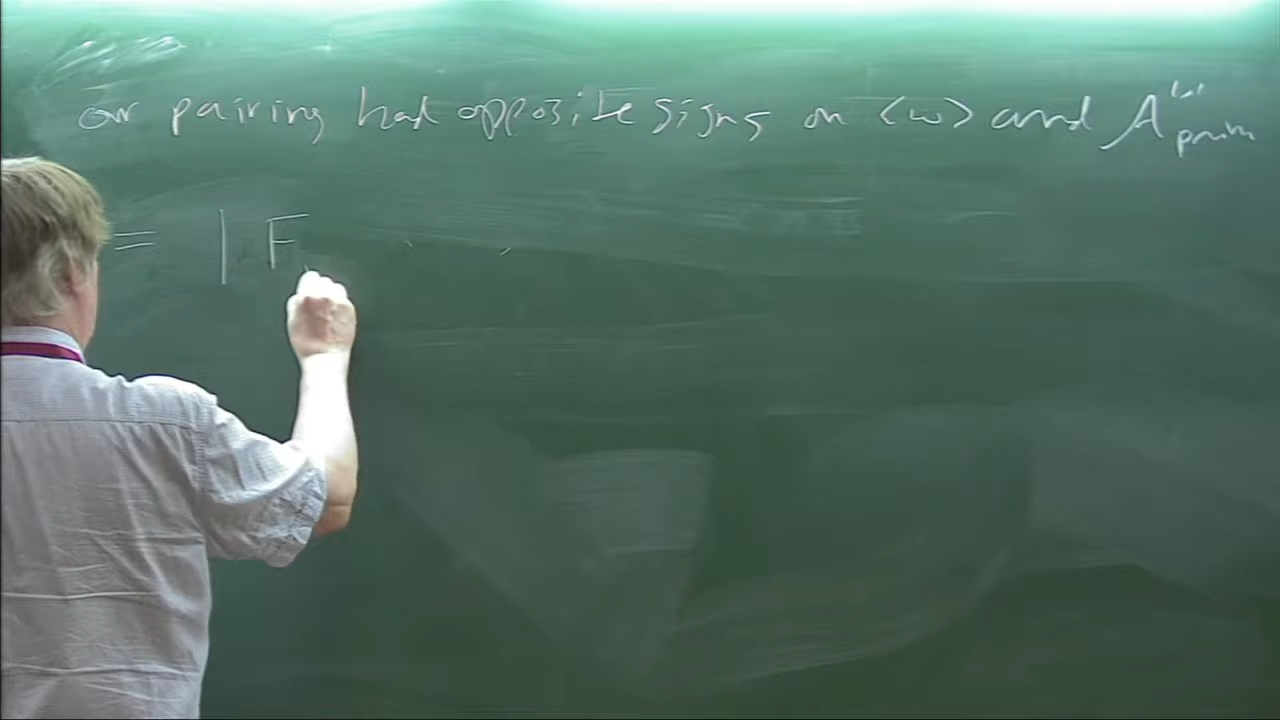 our pairing had opposite signs on <ω> and A^{1,1}_{prim}
= | F